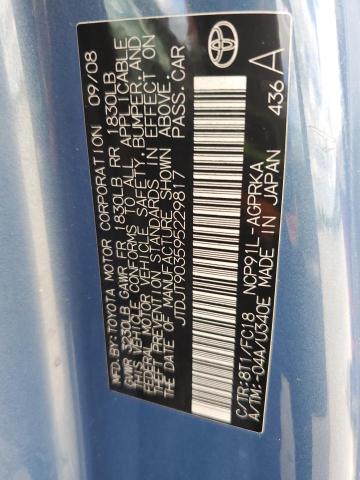 MFD.BY:TOYOTA MOTOR CORPORATION 09/08
GVWR 3230LB GAWR FR 1830LB RR 1830LB
THIS VEHICLE CONFORMS TO ALL APPLICABLE
FEDERAL MOTOR VEHICLE SAFETY, BUMPER, AND
THEFT PREVENTION STANDARDS IN EFFECT ON
THE DATE OF MANUFACTURE SHOWN ABOVE.
JTDJT903595229817 PASS.CAR
C/TR:8T1/FC18 NCP91L-AGPRKA
A/TM:-04A/U340E MADE IN JAPAN
TOYOTA
436 A